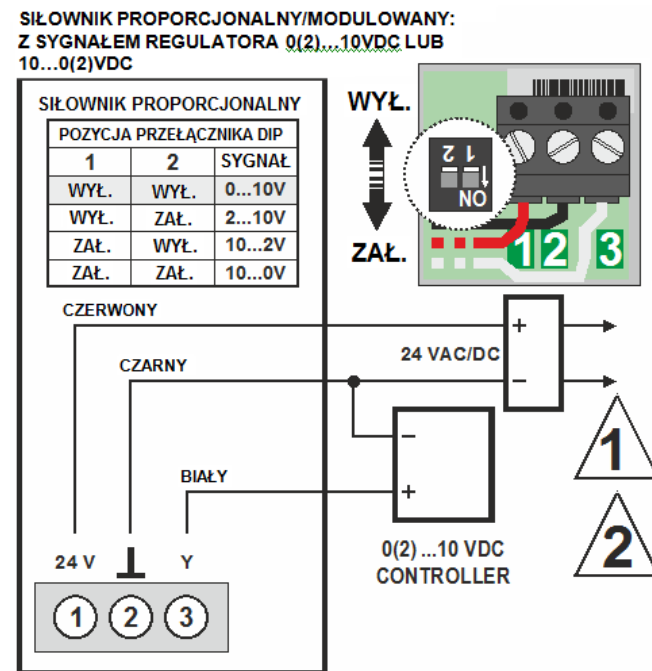 SIŁOWNIK PROPORCJONALNY/MODULOWANY:
Z SYGNAŁEM REGULATORA 0(2)...10VDC LUB
10...0(2)VDC
SIŁOWNIK PROPORCJONALNY
POZYCJA PRZEŁĄCZNIKA DIP
1 2 SYGNAŁ
WYŁ. WYŁ. 0...10V
WYŁ. ZAŁ. 2...10V
ZAŁ. WYŁ. 10...2V
ZAŁ. ZAŁ. 10...0V
WYŁ.
ZAŁ.
1 2
ON
1 2 3
CZERWONY
+
24 VAC/DC
CZARNY
-
-
BIAŁY
+
0(2) ...10 VDC
CONTROLLER
1
2
24 V Y
1 2 3